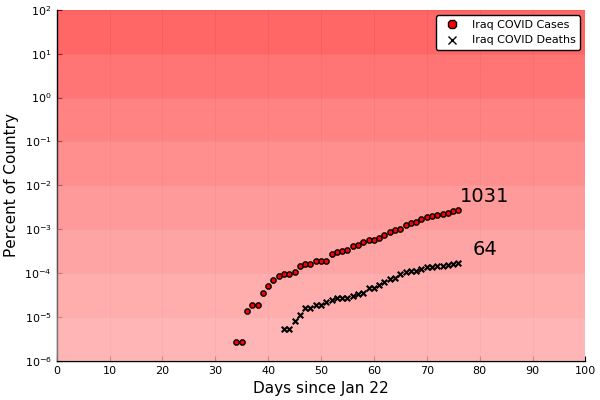 10²
10¹
10⁰
10⁻¹
10⁻²
10⁻³
10⁻⁴
10⁻⁵
10⁻⁶
Percent of Country
Iraq COVID Cases
Iraq COVID Deaths
1031
64
0 10 20 30 40 50 60 70 80 90 100
Days since Jan 22